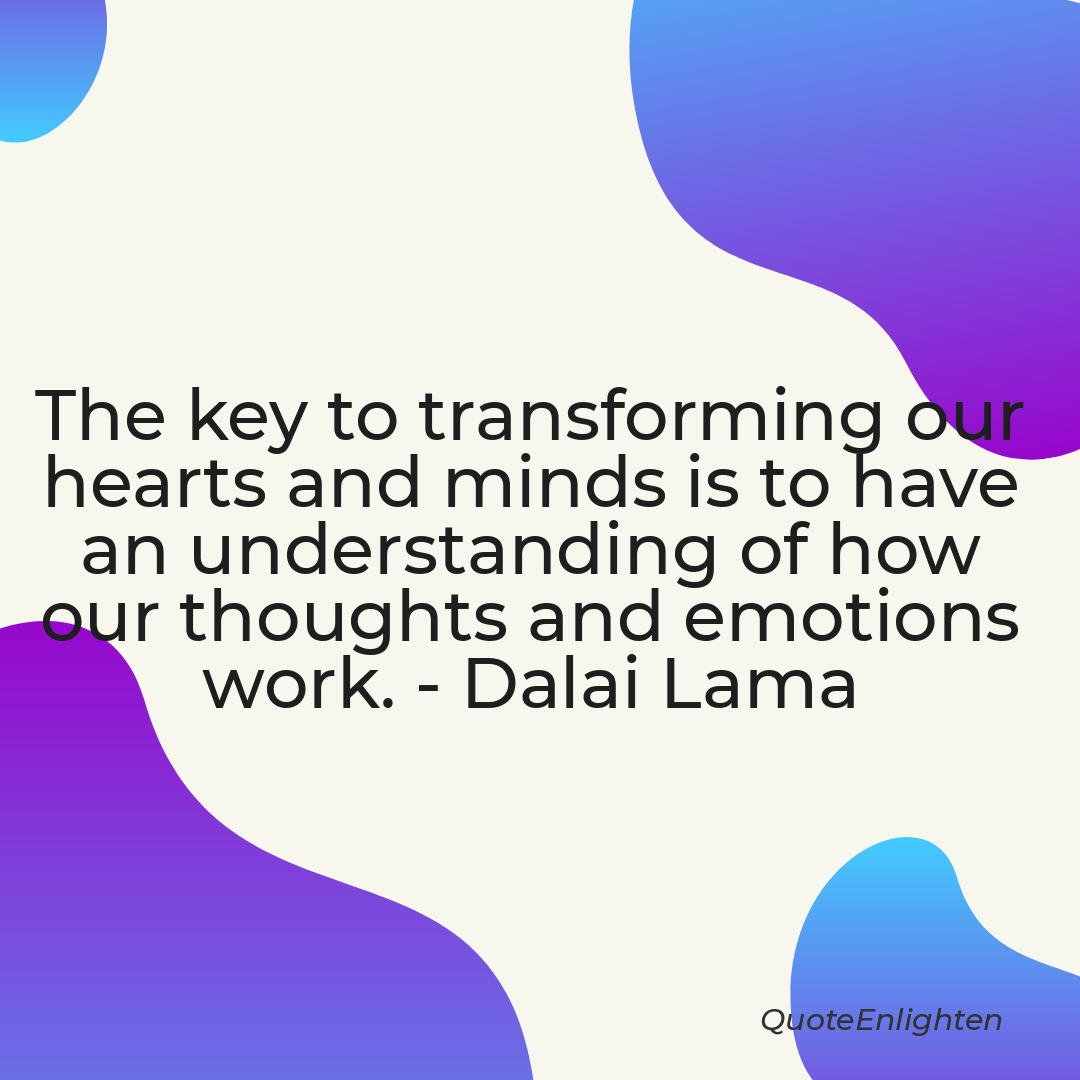 The key to transforming our
hearts and minds is to have
an understanding of how
our thoughts and emotions
work. - Dalai Lama
QuoteEnlighten